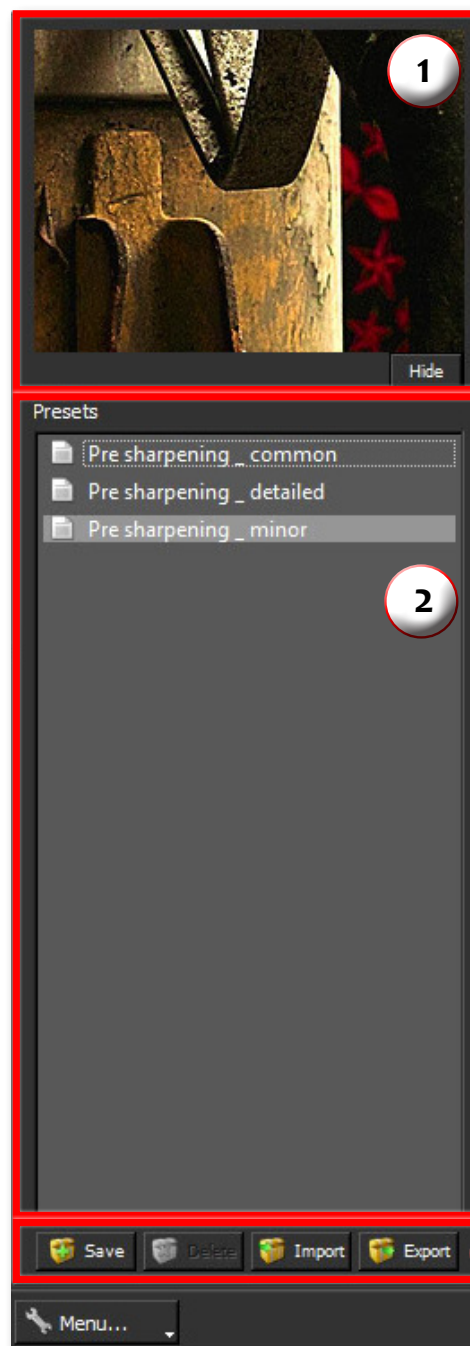 1
Hide
Presets
Pre sharpening _ common
Pre sharpening _ detailed
Pre sharpening _ minor
2
Save Delete Import Export
Menu...